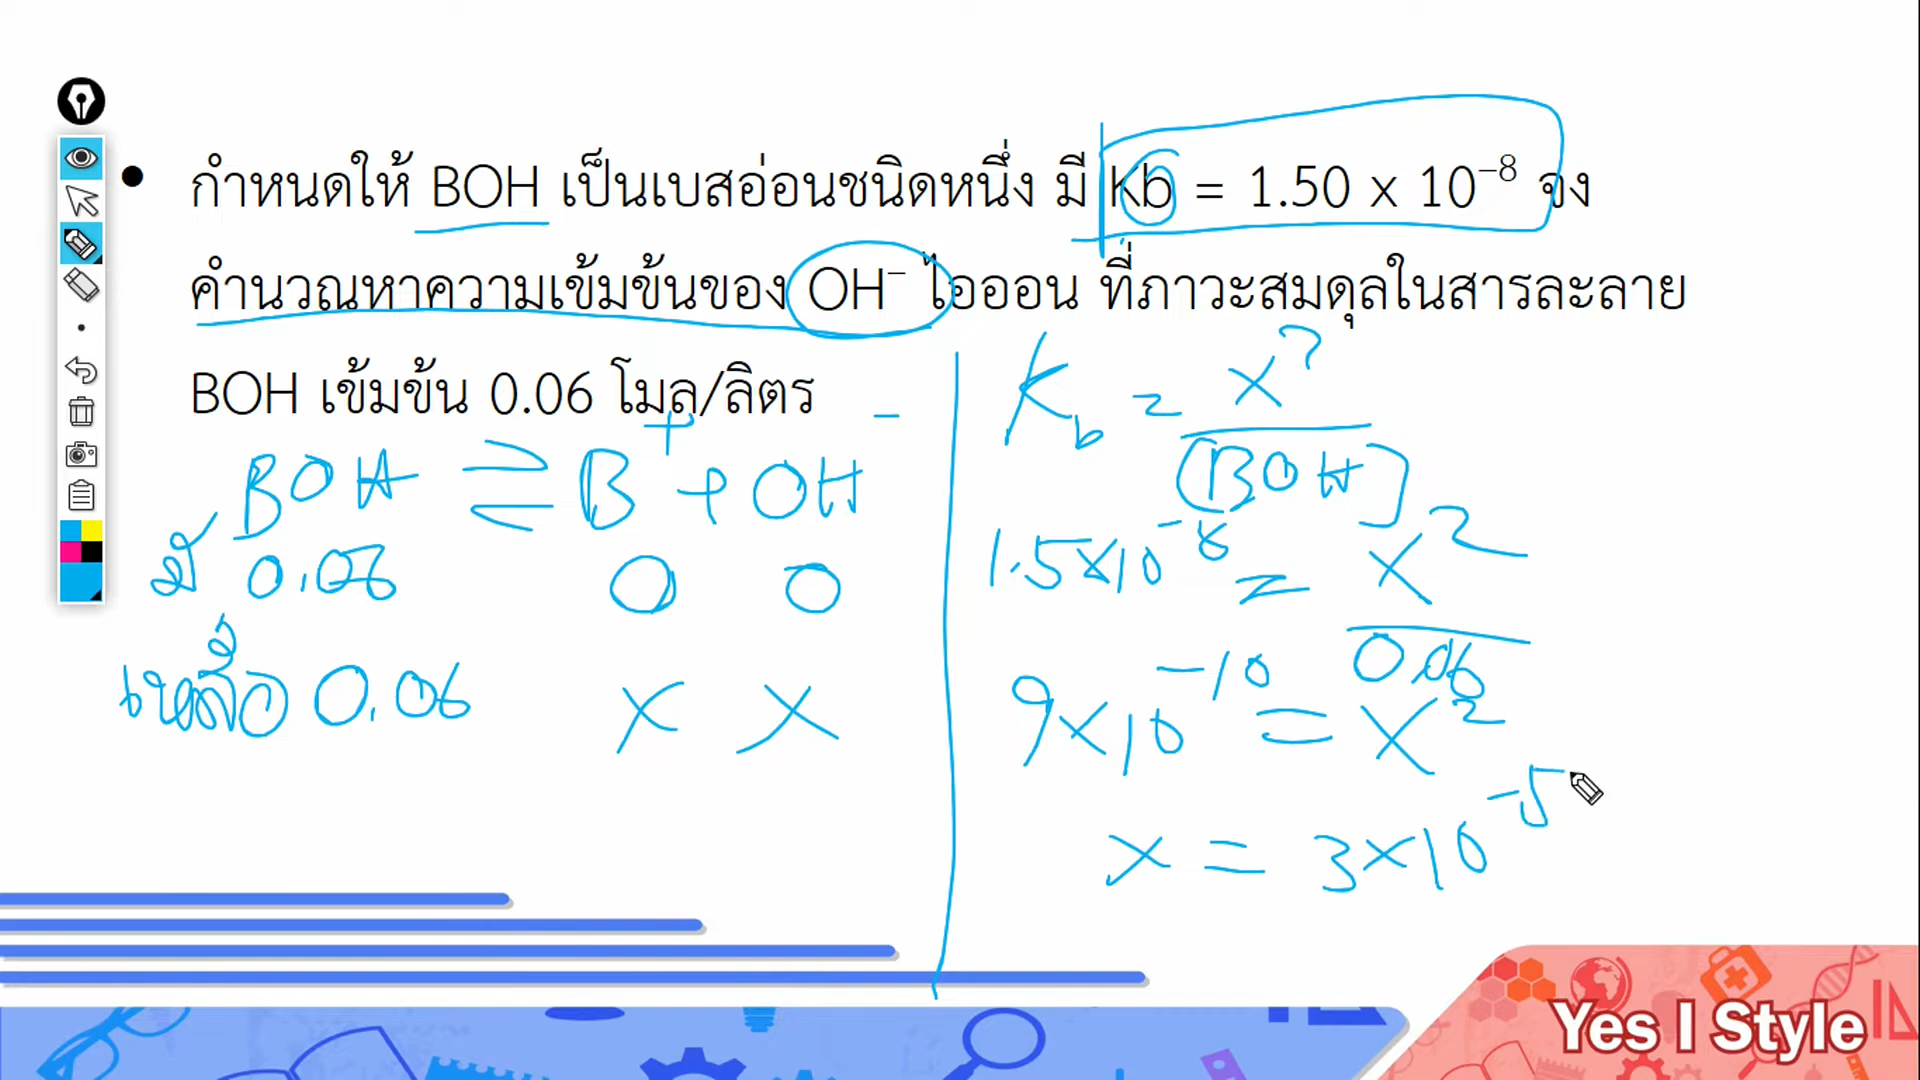 • กำหนดให้ BOH เป็นเบสอ่อนชนิดหนึ่ง มี Kb = 1.50 x 10⁻⁸ จง
คำนวณหาความเข้มข้นของ OH⁻ ไอออน ที่ภาวะสมดุลในสารละลาย
BOH เข้มข้น 0.06 โมล/ลิตร
BOH ⇌ B⁺ + OH⁻
มี 0.06 0 0
เหลือ 0.06 x x
Kb = x²
[BOH]
1.5x10⁻⁸ = x²
0.06
9x10⁻¹⁰ = x²
x = 3x10⁻⁵
Yes I Style